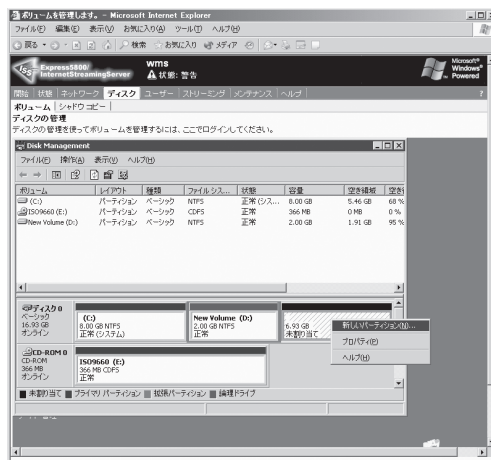 ボリュームを管理します。 - Microsoft Internet Explorer
ファイル(F) 編集(E) 表示(V) お気に入り(A) ツール(T) ヘルプ(H)
戻る 検索 お気に入り メディア
Express5800/
InternetStreamingServer
wms
状態: 警告
Microsoft®
Windows®
Powered
開始 状態 ネットワーク ディスク ユーザー ストリーミング メンテナンス ヘルプ ?
ボリューム シャドウ コピー
ディスクの管理
ディスクの管理を使ってボリュームを管理するには、ここでログインしてください。
Disk Management
ファイル(F) 操作(A) 表示(V) ヘルプ(H)
ボリューム レイアウト 種類 ファイル シス... 状態 容量 空き領域 空き
(C:) パーティション ベーシック NTFS 正常 (シス... 8.00 GB 5.46 GB 68 %
ISO9660 (E:) パーティション ベーシック CDFS 正常 366 MB 0 MB 0 %
New Volume (D:) パーティション ベーシック NTFS 正常 2.00 GB 1.91 GB 95 %
ディスク 0
ベーシック
16.93 GB
オンライン
(C:)
8.00 GB NTFS
正常 (システム)
New Volume (D:)
2.00 GB NTFS
正常
6.93 GB
未割り当て
新しいパーティション(N)...
プロパティ(P)
ヘルプ(H)
CD-ROM 0
CD-ROM
366 MB
オンライン
ISO9660 (E:)
366 MB CDFS
正常
未割り当て プライマリ パーティション 拡張パーティション 論理ドライブ